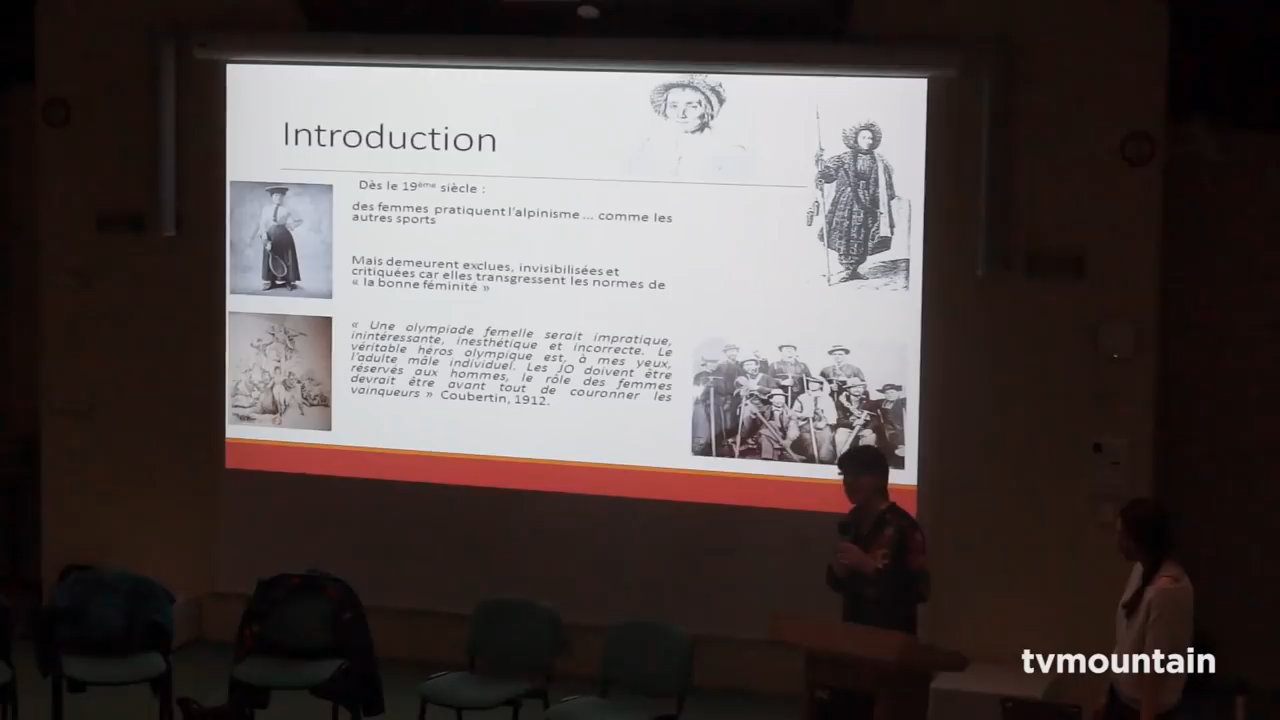 Introduction
Dès le 19ème siècle :
des femmes pratiquent l'alpinisme ... comme les
autres sports
Mais demeurent exclues, invisibilisées et
critiquées car elles transgressent les normes de
« la bonne féminité »
« Une olympiade femelle serait impratique,
inintéressante, inesthétique et incorrecte. Le
véritable héros olympique est, à mes yeux,
l'adulte mâle individuel. Les JO doivent être
réservés aux hommes, le rôle des femmes
devrait être avant tout de couronner les
vainqueurs » Coubertin, 1912.
tvmountain